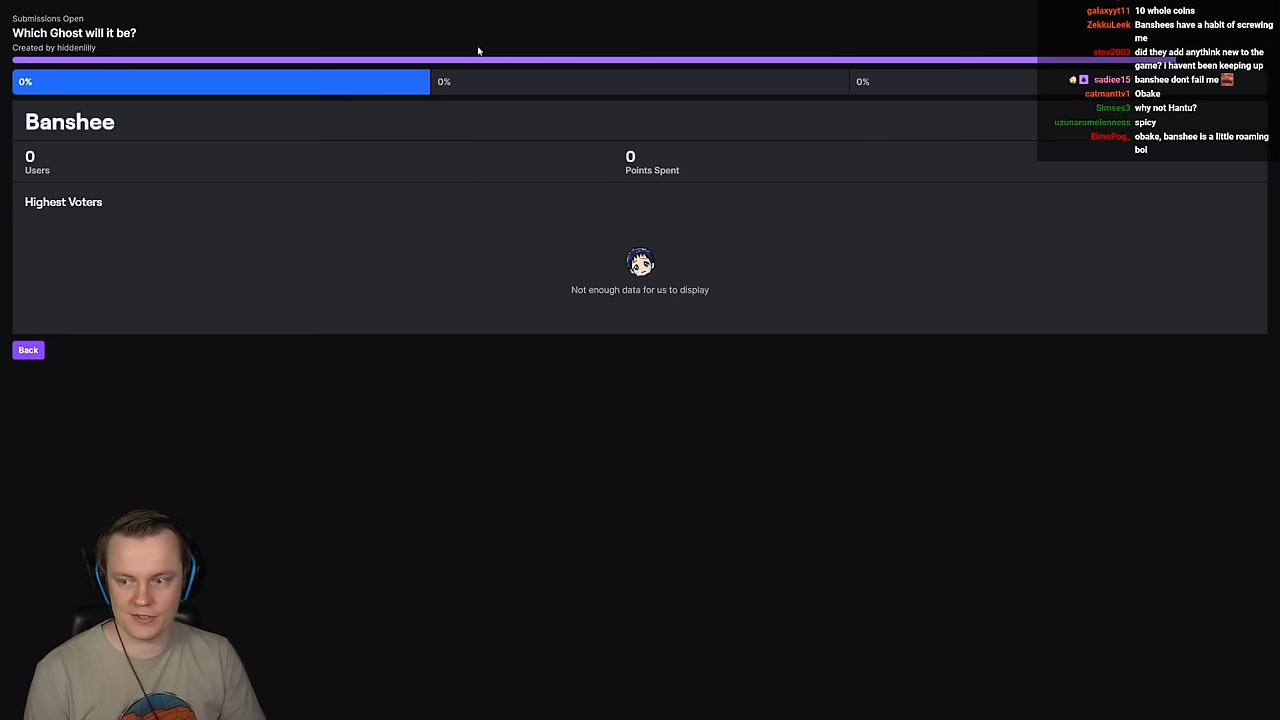 Submissions Open
Which Ghost will it be?
Created by hiddenlilly
0%
0%
0%
Banshee
0
Users
0
Points Spent
Highest Voters
Not enough data for us to display
Back
galaxyyt11 10 whole coins
ZekkuLeek Banshees have a habit of screwing
me
stov2003 did they add anythink new to the
game? i havent been keeping up
sadiee15 banshee dont fail me
catmanttv1 Obake
Simses3 why not Hantu?
uzunarumelonness spicy
ElmoPog_ obake, banshee is a little roaming
boi